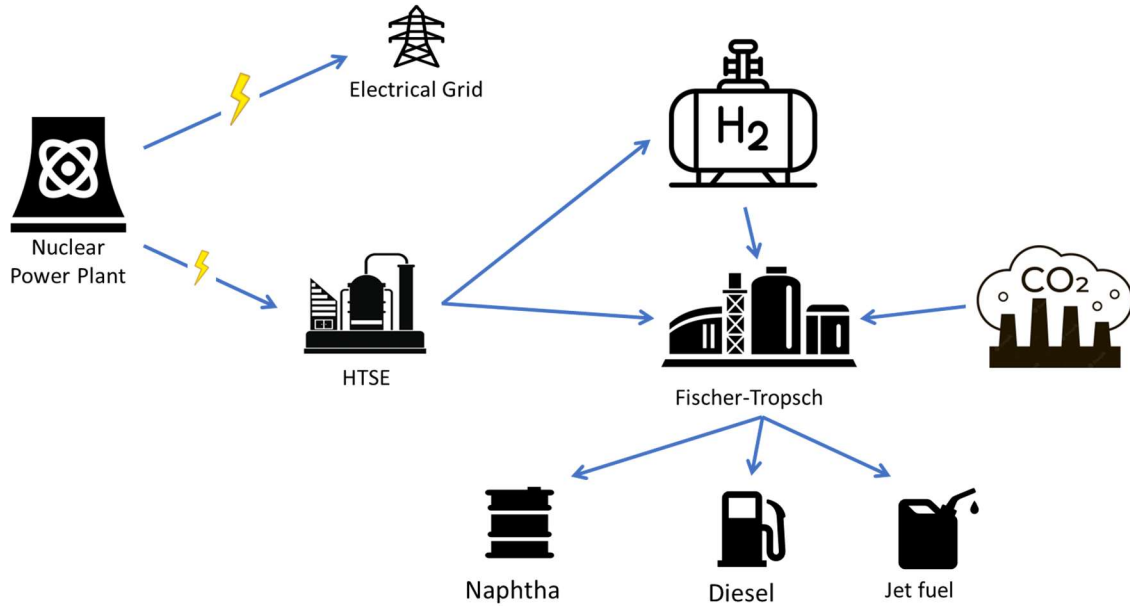 Electrical Grid
H2
Nuclear
Power Plant
CO2
HTSE
Fischer-Tropsch
Naphtha
Diesel
Jet fuel